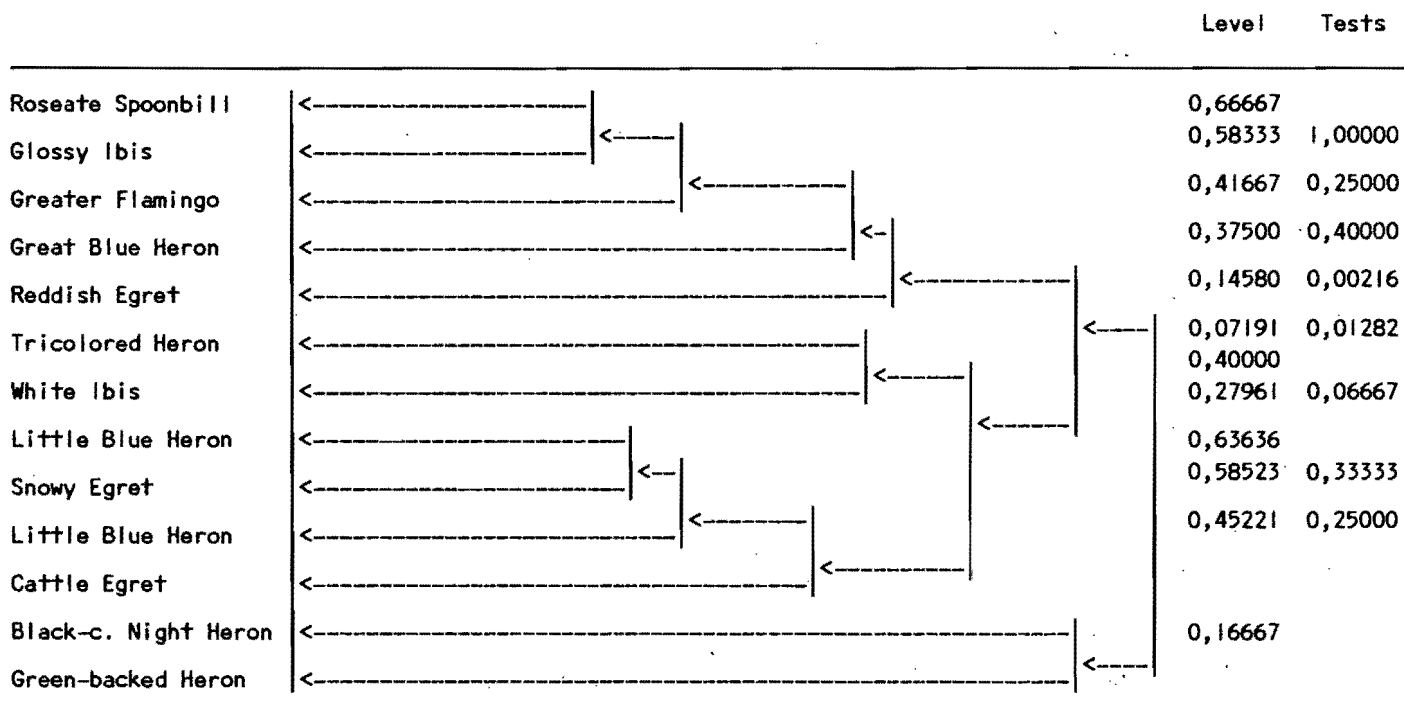 Level Tests
Roseate Spoonbill 0,66667
0,58333 1,00000
Glossy Ibis
0,41667 0,25000
Greater Flamingo
0,37500 0,40000
Great Blue Heron
0,14580 0,00216
Reddish Egret
0,07191 0,01282
Tricolored Heron
0,40000
White Ibis 0,27961 0,06667
Little Blue Heron 0,63636
0,58523 0,33333
Snowy Egret
0,45221 0,25000
Little Blue Heron
Cattle Egret
Black-c. Night Heron 0,16667
Green-backed Heron